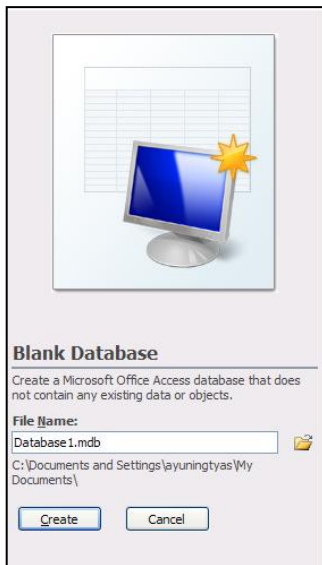 Blank Database
Create a Microsoft Office Access database that does
not contain any existing data or objects.
File Name:
Database1.mdb
C:\Documents and Settings\ayuningtyas\My
Documents\
Create
Cancel